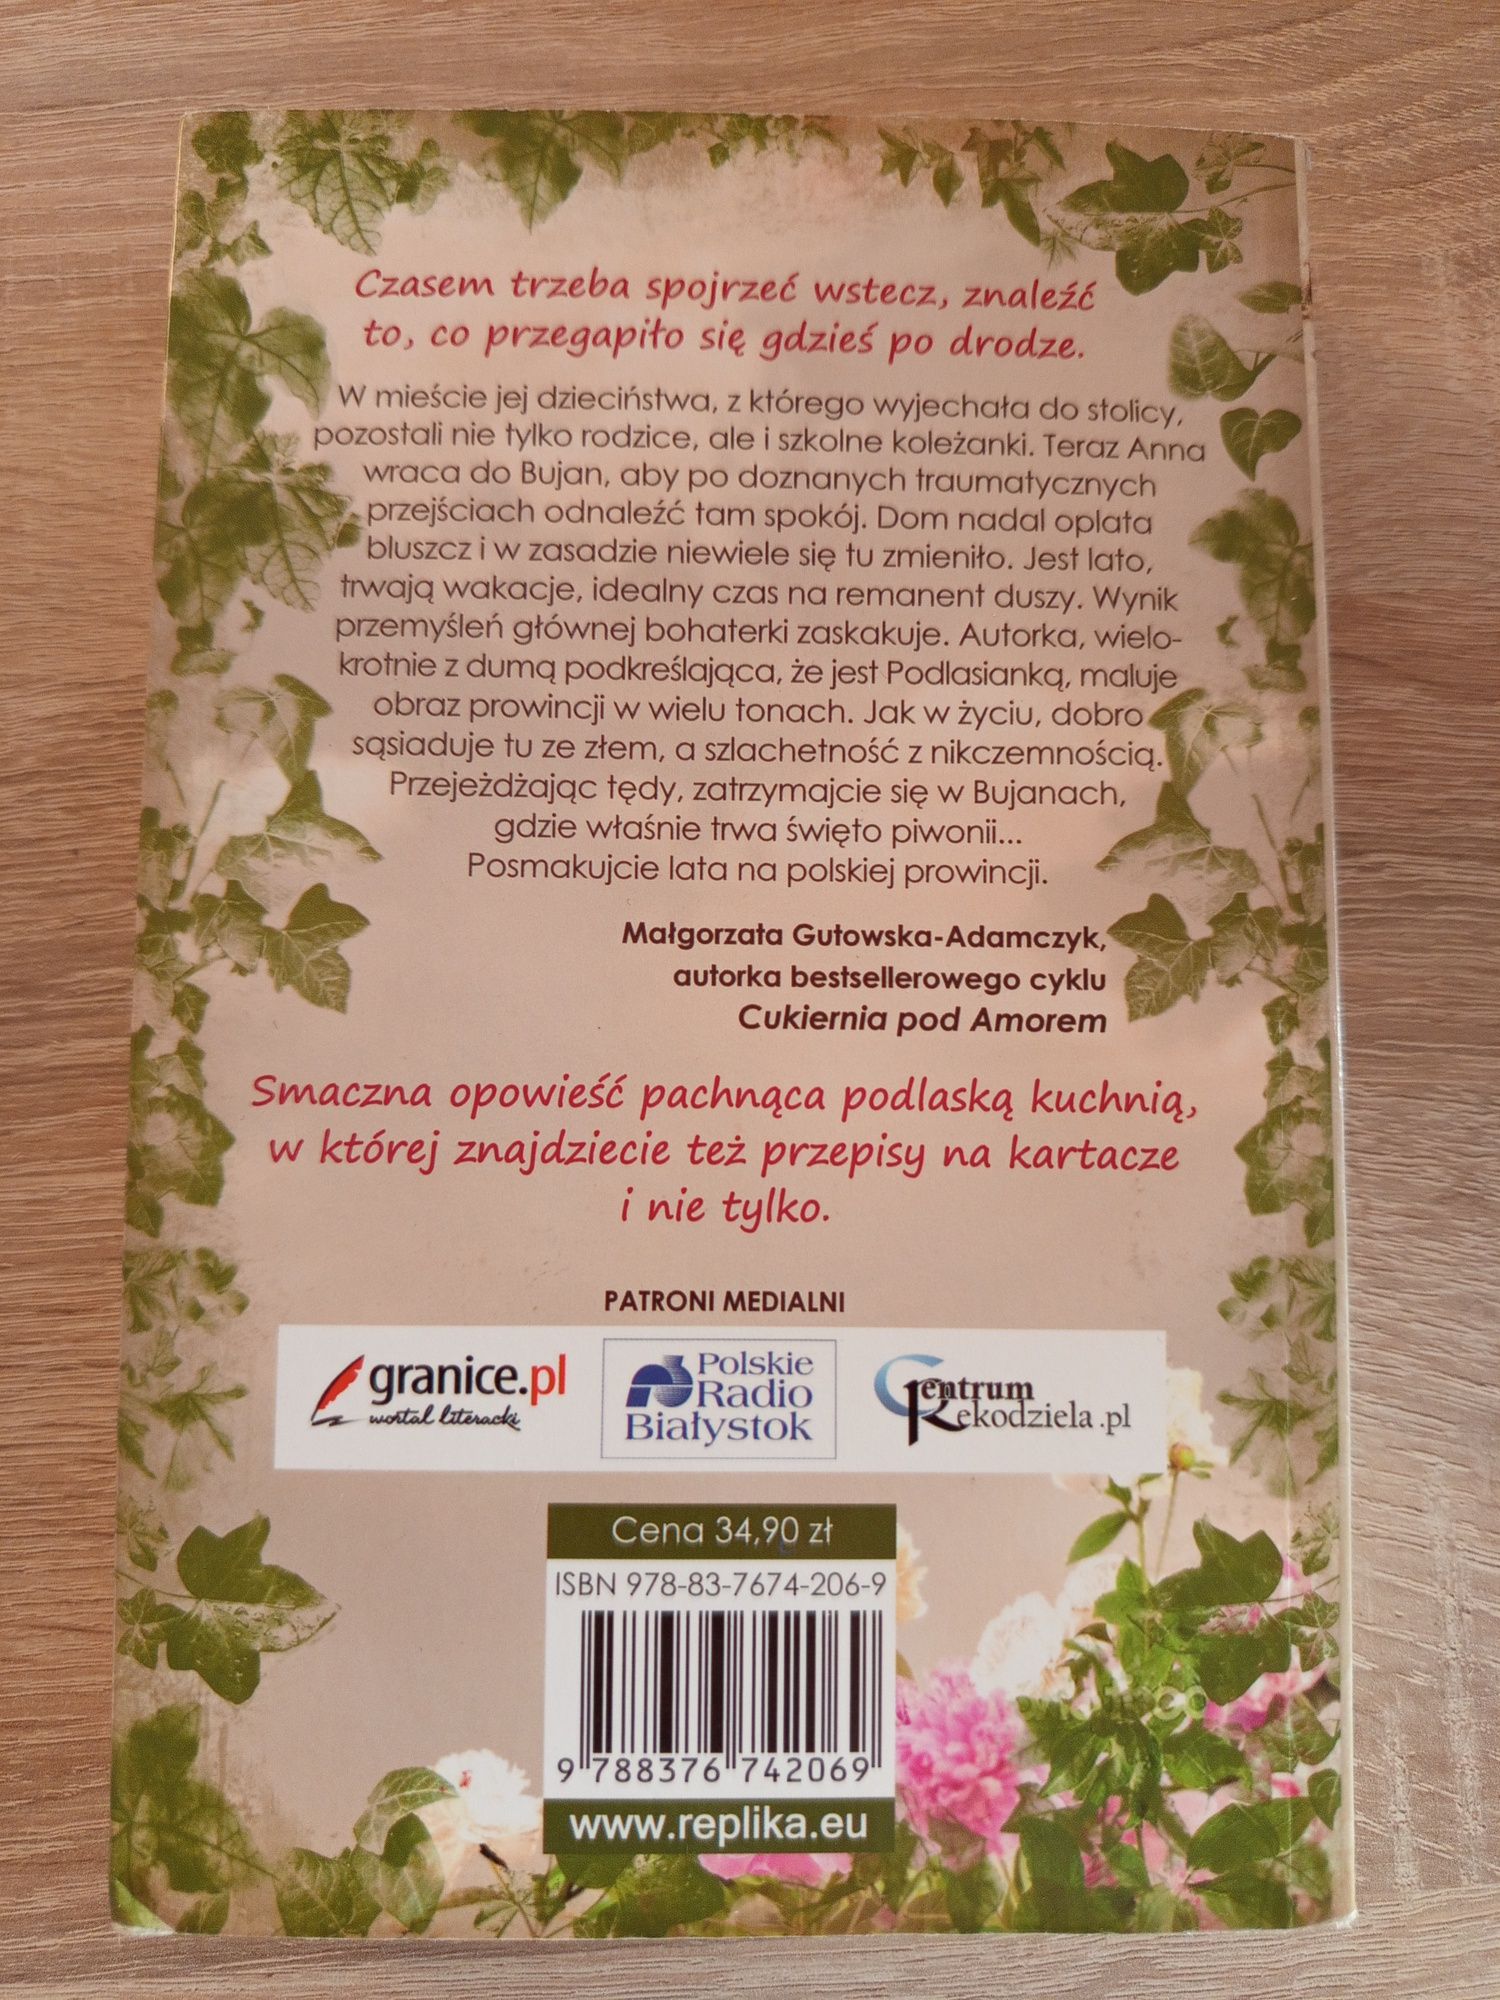 Czasem trzeba spojrzeć wstecz, znaleźć
to, co przegapiło się gdzieś po drodze.
W mieście jej dzieciństwa, z którego wyjechała do stolicy,
pozostali nie tylko rodzice, ale i szkolne koleżanki. Teraz Anna
wraca do Bujan, aby po doznanych traumatycznych
przejściach odnaleźć tam spokój. Dom nadal oplata
bluszcz i w zasadzie niewiele się tu zmieniło. Jest lato,
trwają wakacje, idealny czas na remanent duszy. Wynik
przemyśleń głównej bohaterki zaskakuje. Autorka, wielo-
krotnie z dumą podkreślająca, że jest Podlasianką, maluje
obraz prowincji w wielu tonach. Jak w życiu, dobro
sąsiaduje tu ze złem, a szlachetność z nikczemnością.
Przejeżdżając tędy, zatrzymajcie się w Bujanach,
gdzie właśnie trwa święto piwonii...
Posmakujcie lata na polskiej prowincji.
Małgorzata Gutowska-Adamczyk,
autorka bestsellerowego cyklu
Cukiernia pod Amorem
Smaczna opowieść pachnąca podlaską kuchnią,
w której znajdziecie też przepisy na kartacze
i nie tylko.
PATRONI MEDIALNI
granice.pl
wortal literacki
Polskie
Radio
Białystok
Centrum
Rekodziela.pl
Cena 34,90 zł
ISBN 978-83-7674-206-9
9 788376 742069
www.replika.eu